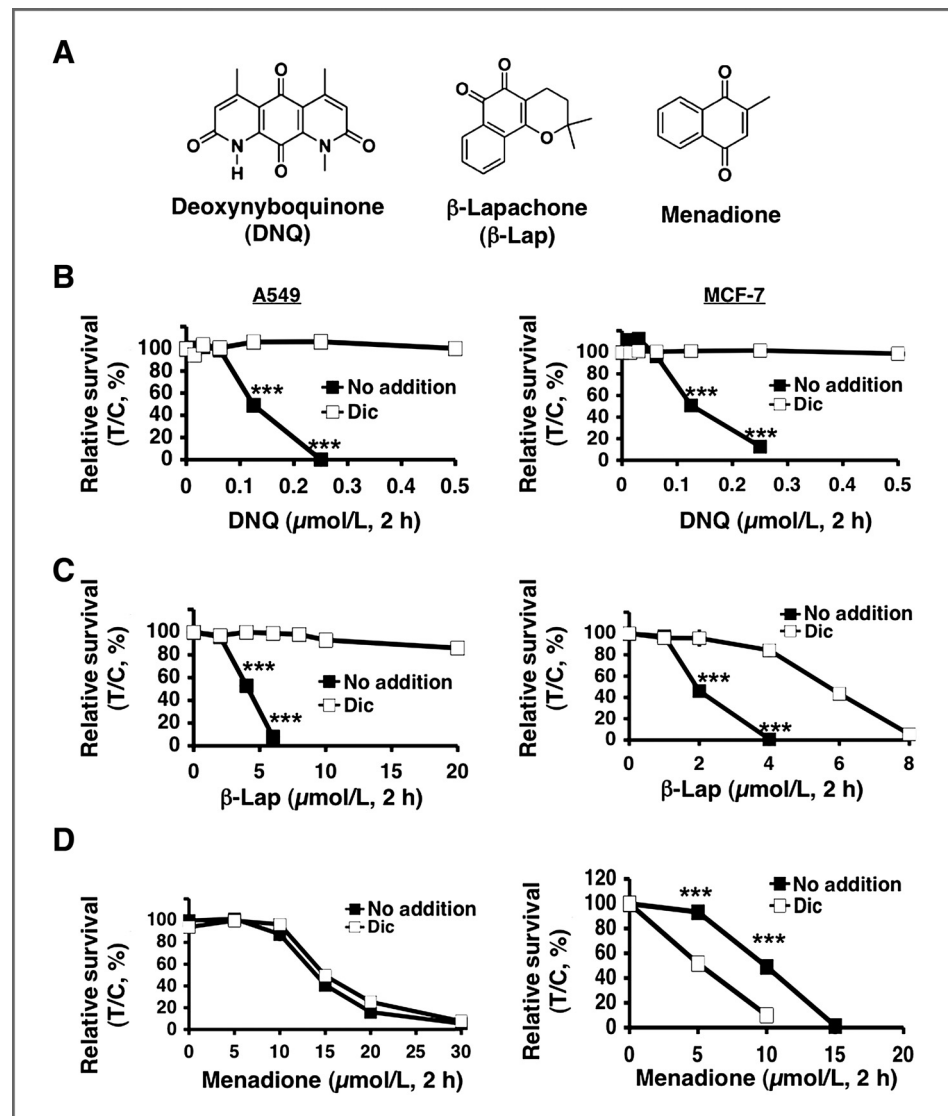 A
O
O
N
H
O
N
O
Deoxynyboquinone
(DNQ)
O
O
O
β-Lapachone
(β-Lap)
O
O
Menadione
B
A549
Relative survival
(T/C, %)
100
80
60
40
20
0
***
***
No addition
Dic
0 0.1 0.2 0.3 0.4 0.5
DNQ (µmol/L, 2 h)
MCF-7
Relative survival
(T/C, %)
100
80
60
40
20
0
***
***
No addition
Dic
0 0.1 0.2 0.3 0.4 0.5
DNQ (µmol/L, 2 h)
C
Relative survival
(T/C, %)
100
80
60
40
20
0
***
***
No addition
Dic
0 5 10 15 20
β-Lap (µmol/L, 2 h)
Relative survival
(T/C, %)
100
80
60
40
20
0
***
***
No addition
Dic
0 2 4 6 8
β-Lap (µmol/L, 2 h)
D
Relative survival
(T/C, %)
100
80
60
40
20
0
No addition
Dic
0 5 10 15 20 25 30
Menadione (µmol/L, 2 h)
Relative survival
(T/C, %)
120
100
80
60
40
20
0
***
***
No addition
Dic
0 5 10 15 20
Menadione (µmol/L, 2 h)